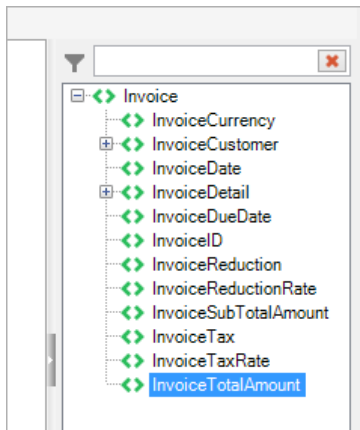 Invoice
InvoiceCurrency
InvoiceCustomer
InvoiceDate
InvoiceDetail
InvoiceDueDate
InvoiceID
InvoiceReduction
InvoiceReductionRate
InvoiceSubTotalAmount
InvoiceTax
InvoiceTaxRate
InvoiceTotalAmount